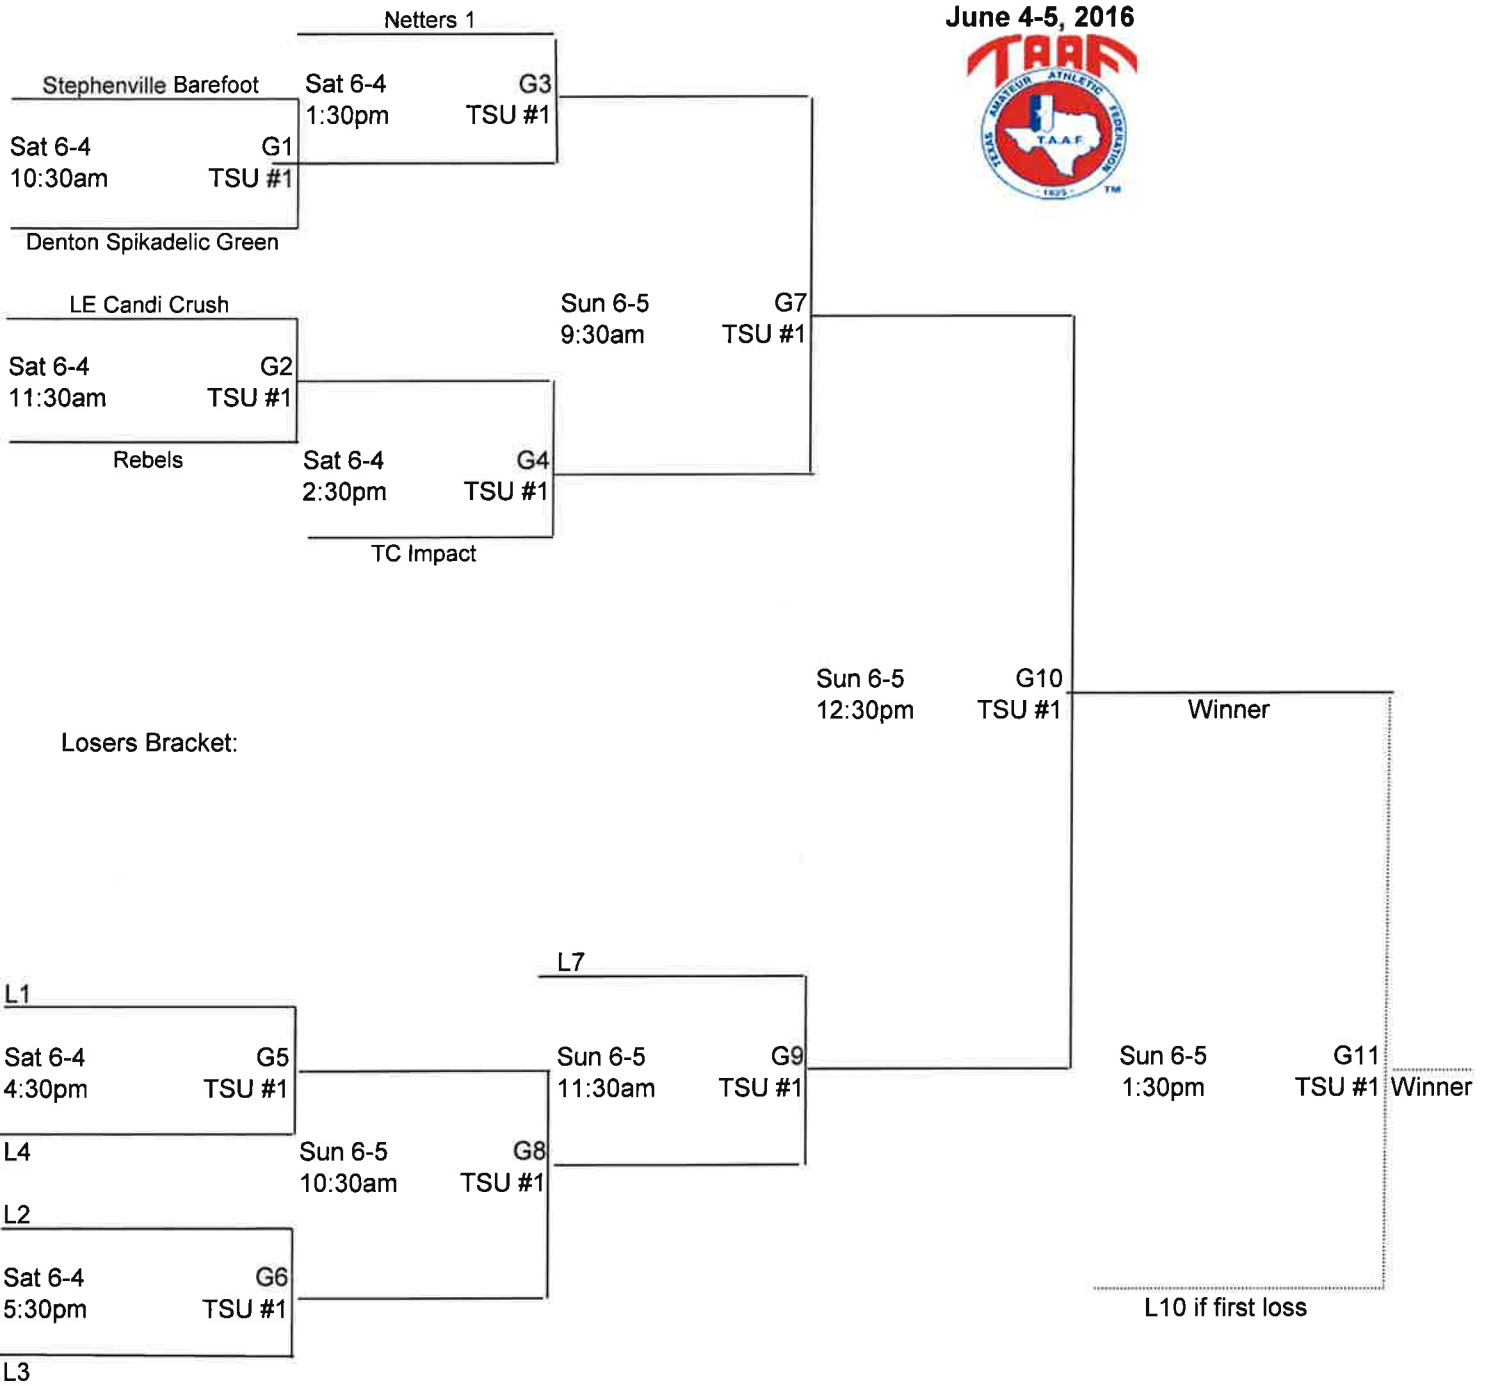 June 4-5, 2016
TAAF
TEXAS AMATEUR ATHLETIC FEDERATION
T.A.A.F.
- 1925 -
TM
Netters 1
Stephenville Barefoot
Sat 6-4 G3
1:30pm TSU #1
Sat 6-4 G1
10:30am TSU #1
Denton Spikadelic Green
LE Candi Crush
Sun 6-5 G7
9:30am TSU #1
Sat 6-4 G2
11:30am TSU #1
Rebels
Sat 6-4 G4
2:30pm TSU #1
TC Impact
Sun 6-5 G10
12:30pm TSU #1
Winner
Losers Bracket:
L7
L1
Sat 6-4 G5
4:30pm TSU #1
Sun 6-5 G9
11:30am TSU #1
Sun 6-5 G11
1:30pm TSU #1 Winner
L4
Sun 6-5 G8
10:30am TSU #1
L2
Sat 6-4 G6
5:30pm TSU #1
L10 if first loss
L3